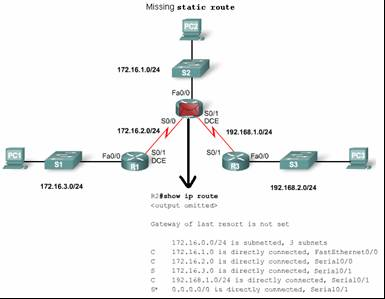 Missing static route
PC2
172.16.1.0/24
S2
Fa0/0
S0/0
S0/1
DCE
172.16.2.0/24
192.168.1.0/24
PC1
S1
Fa0/0
R1
S0/1
DCE
S0/1
R3
Fa0/0
S3
PC3
172.16.3.0/24
192.168.2.0/24
R2#show ip route
<output omitted>
Gateway of last resort is not set
172.16.0.0/24 is subnetted, 3 subnets
C 172.16.1.0 is directly connected, FastEthernet0/0
C 172.16.2.0 is directly connected, Serial0/0
S 172.16.3.0 is directly connected, Serial0/1
C 192.168.1.0/24 is directly connected, Serial0/1
S* 0.0.0.0/0 is directly connected, Serial0/1